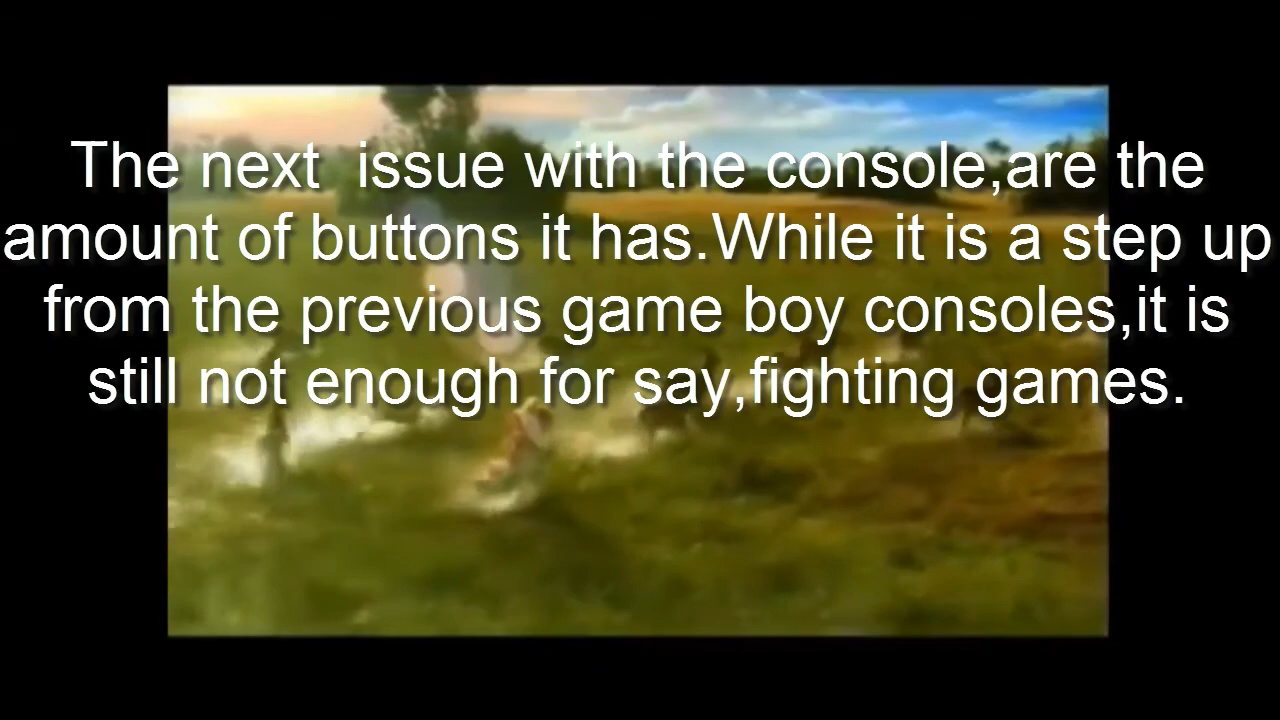 The next  issue with the console,are the
amount of buttons it has.While it is a step up
from the previous game boy consoles,it is
still not enough for say,fighting games.